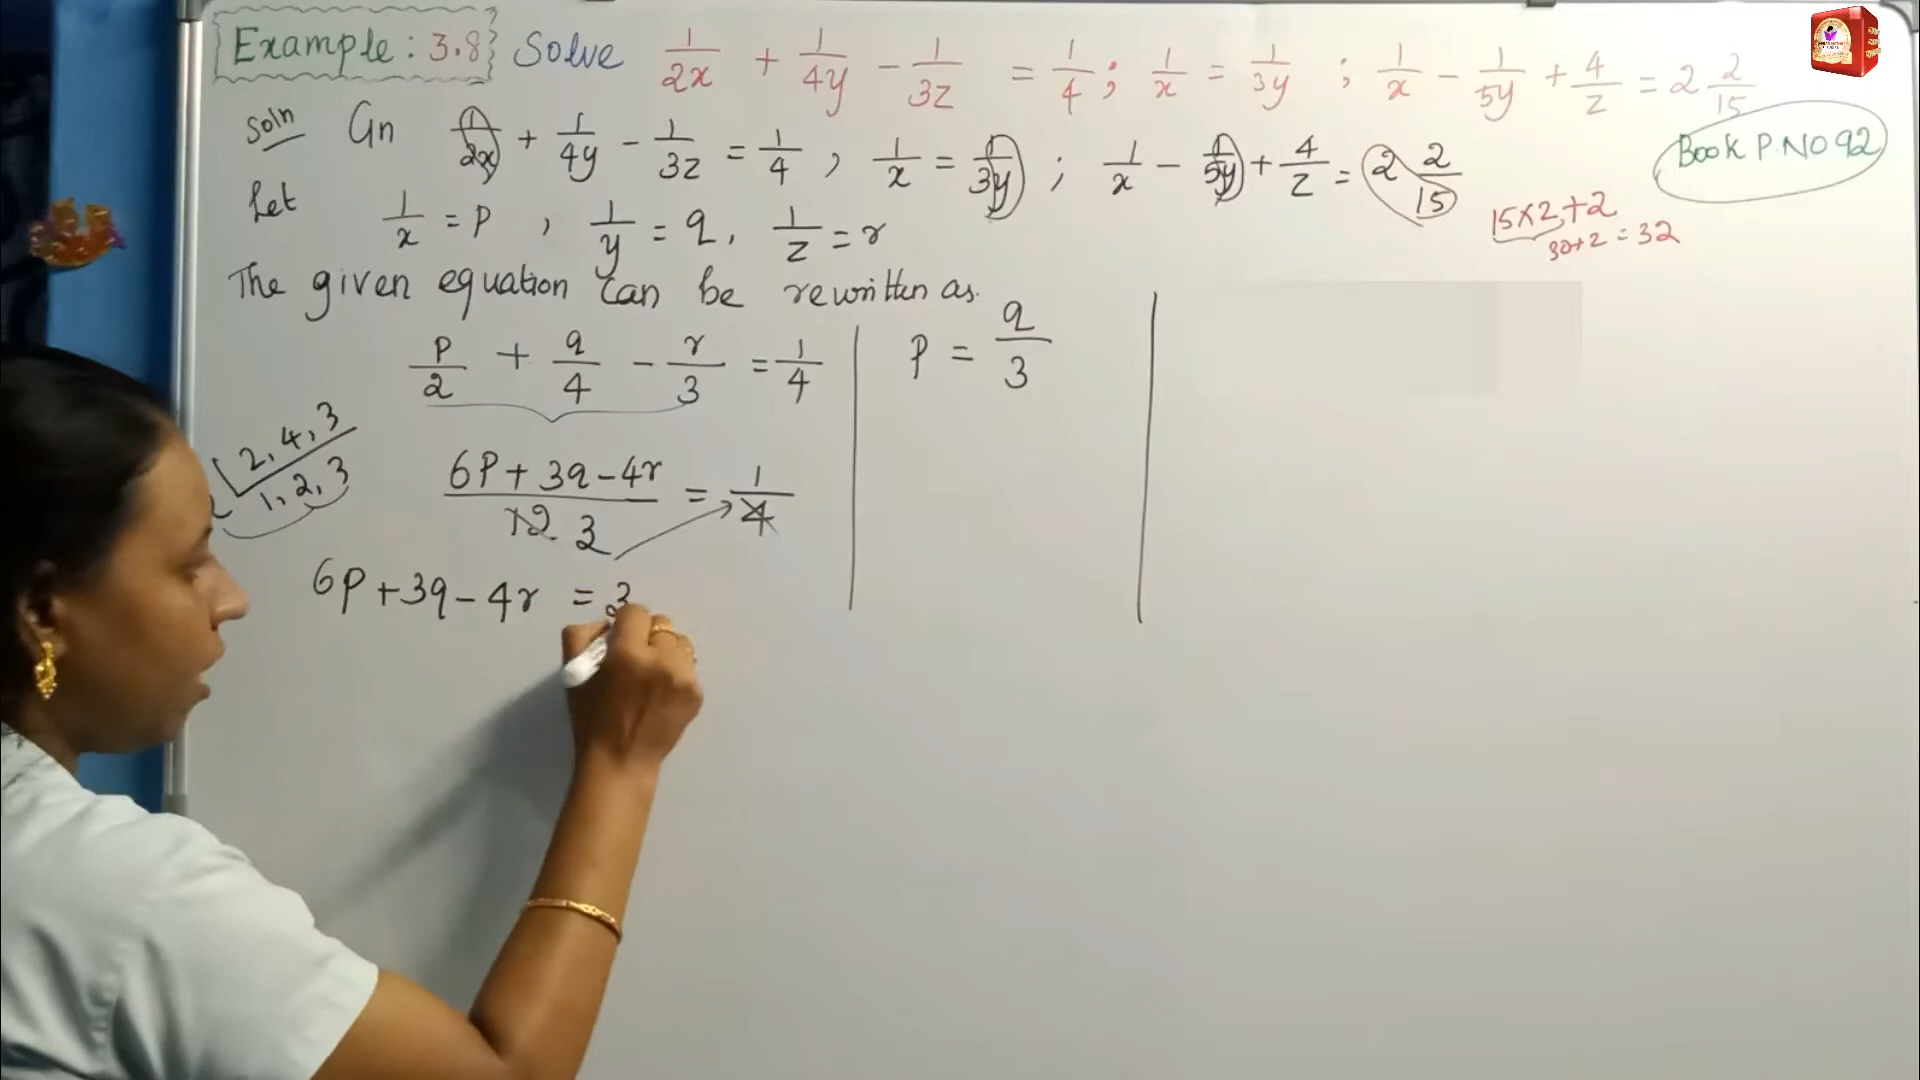 Example: 3.8 Solve 1/2x + 1/4y - 1/3z = 1/4 ; 1/x = 1/3y ; 1/x - 1/5y + 4/z = 2 2/15
Soln Gn 1/2x + 1/4y - 1/3z = 1/4 , 1/x = 1/3y ; 1/x - 1/5y + 4/z = 2 2/15
Book P.NO 92
Let 1/x = p , 1/y = q, 1/z = r
15x2+2
30+2 = 32
The given equation can be rewritten as.
p/2 + q/4 - r/3 = 1/4
p = q/3
2, 4, 3
1, 2, 3
2
6p + 3q - 4r / 12 3 = 1/4
6p + 3q - 4r = 3